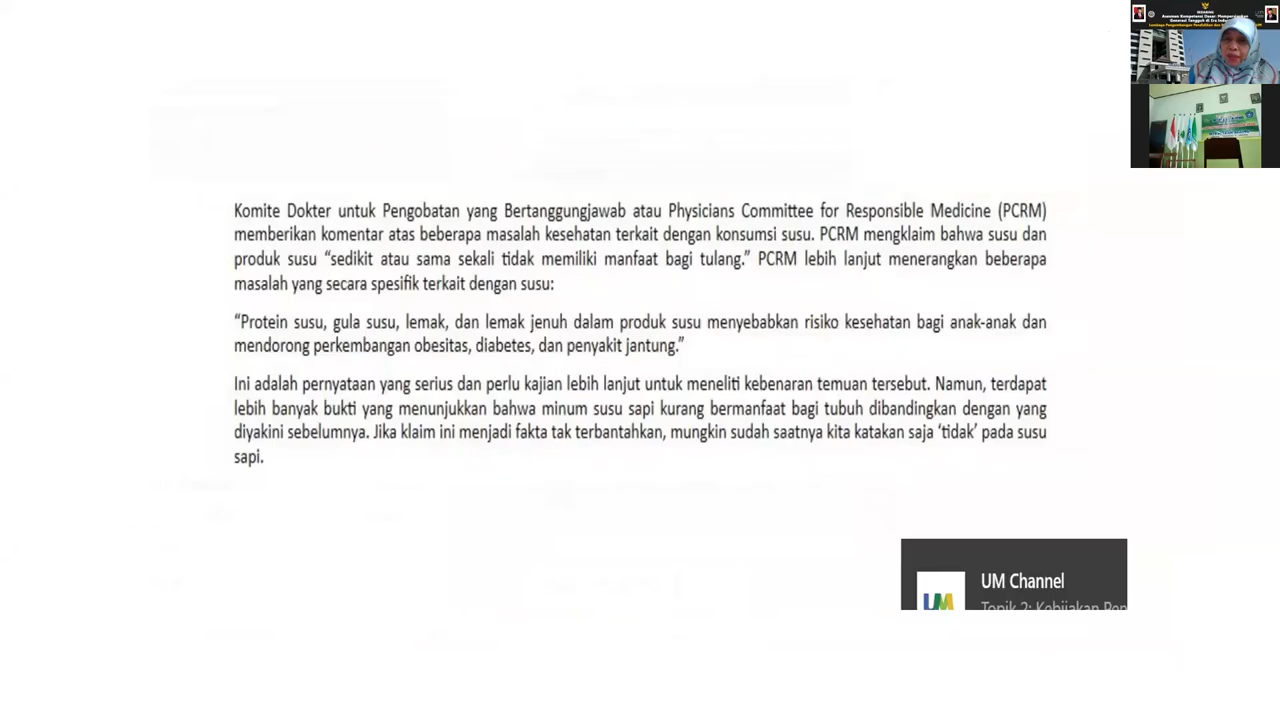 Komite Dokter untuk Pengobatan yang Bertanggungjawab atau Physicians Committee for Responsible Medicine (PCRM)
memberikan komentar atas beberapa masalah kesehatan terkait dengan konsumsi susu. PCRM mengklaim bahwa susu dan
produk susu “sedikit atau sama sekali tidak memiliki manfaat bagi tulang.” PCRM lebih lanjut menerangkan beberapa
masalah yang secara spesifik terkait dengan susu:
“Protein susu, gula susu, lemak, dan lemak jenuh dalam produk susu menyebabkan risiko kesehatan bagi anak-anak dan
mendorong perkembangan obesitas, diabetes, dan penyakit jantung.”
Ini adalah pernyataan yang serius dan perlu kajian lebih lanjut untuk meneliti kebenaran temuan tersebut. Namun, terdapat
lebih banyak bukti yang menunjukkan bahwa minum susu sapi kurang bermanfaat bagi tubuh dibandingkan dengan yang
diyakini sebelumnya. Jika klaim ini menjadi fakta tak terbantahkan, mungkin sudah saatnya kita katakan saja ‘tidak’ pada susu
sapi.
UM Channel
UM
Topik 2: Kebijakan Pen